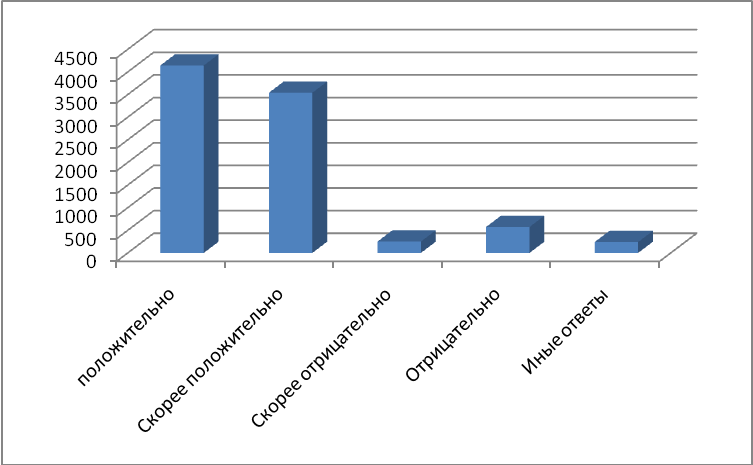 4500
4000
3500
3000
2500
2000
1500
1000
500
0
положительно
Скорее положительно
Скорее отрицательно
Отрицательно
Иные ответы